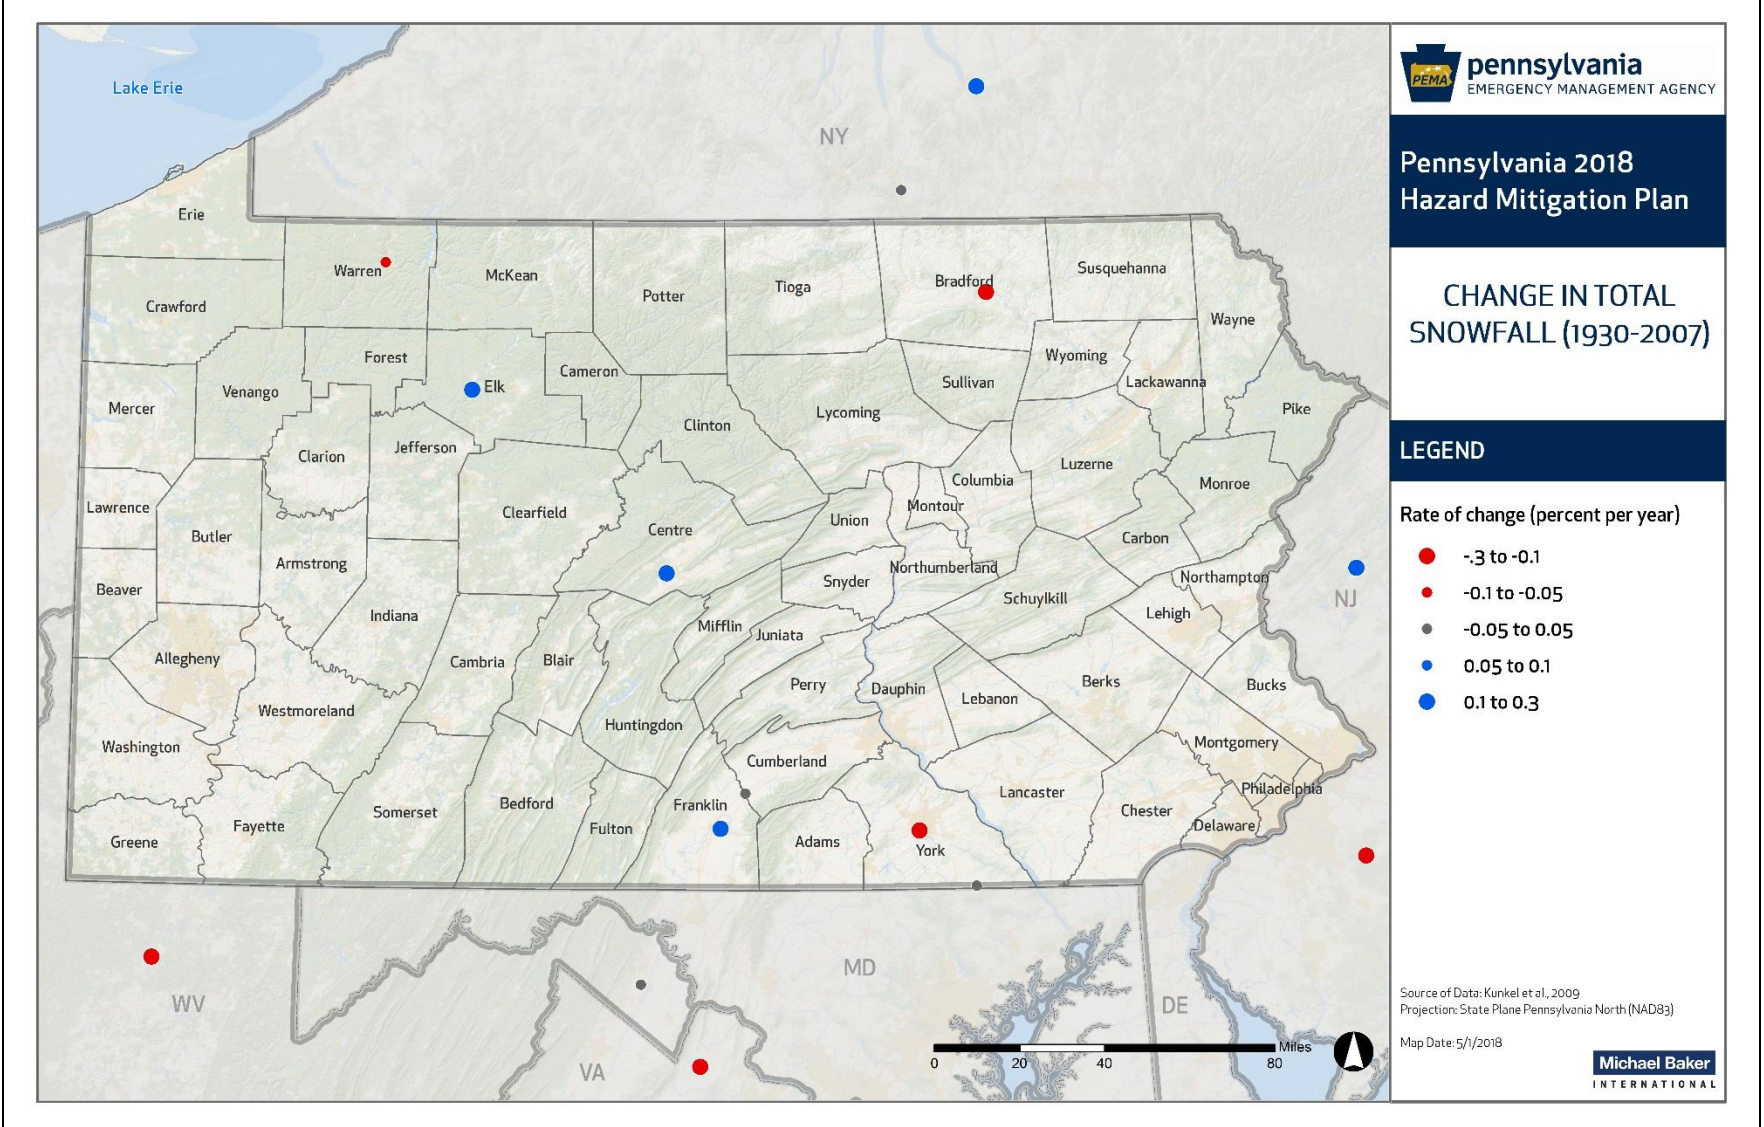 Lake Erie
NY
Erie
Warren
McKean
Potter
Tioga
Bradford
Susquehanna
Wayne
Crawford
Forest
Elk
Cameron
Wyoming
Sullivan
Lackawanna
Venango
Mercer
Clinton
Lycoming
Pike
Jefferson
Clarion
Luzerne
Columbia
Monroe
Lawrence
Clearfield
Centre
Union
Montour
Butler
Carbon
Armstrong
Northumberland
Northampton
Beaver
Snyder
Schuylkill
NJ
Indiana
Lehigh
Mifflin
Juniata
Allegheny
Cambria
Blair
Perry
Dauphin
Lebanon
Berks
Bucks
Westmoreland
Huntingdon
Washington
Montgomery
Cumberland
Philadelphia
Lancaster
Somerset
Bedford
Franklin
Chester
Fayette
Fulton
Delaware
Greene
Adams
York
MD
WV
DE
VA
0 20 40 80
Miles
PEMA
pennsylvania
EMERGENCY MANAGEMENT AGENCY
Pennsylvania 2018
Hazard Mitigation Plan
CHANGE IN TOTAL
SNOWFALL (1930-2007)
LEGEND
Rate of change (percent per year)
-.3 to -0.1
-0.1 to -0.05
-0.05 to 0.05
0.05 to 0.1
0.1 to 0.3
Source of Data: Kunkel et al., 2009
Projection: State Plane Pennsylvania North (NAD83)
Map Date: 5/1/2018
Michael Baker
INTERNATIONAL